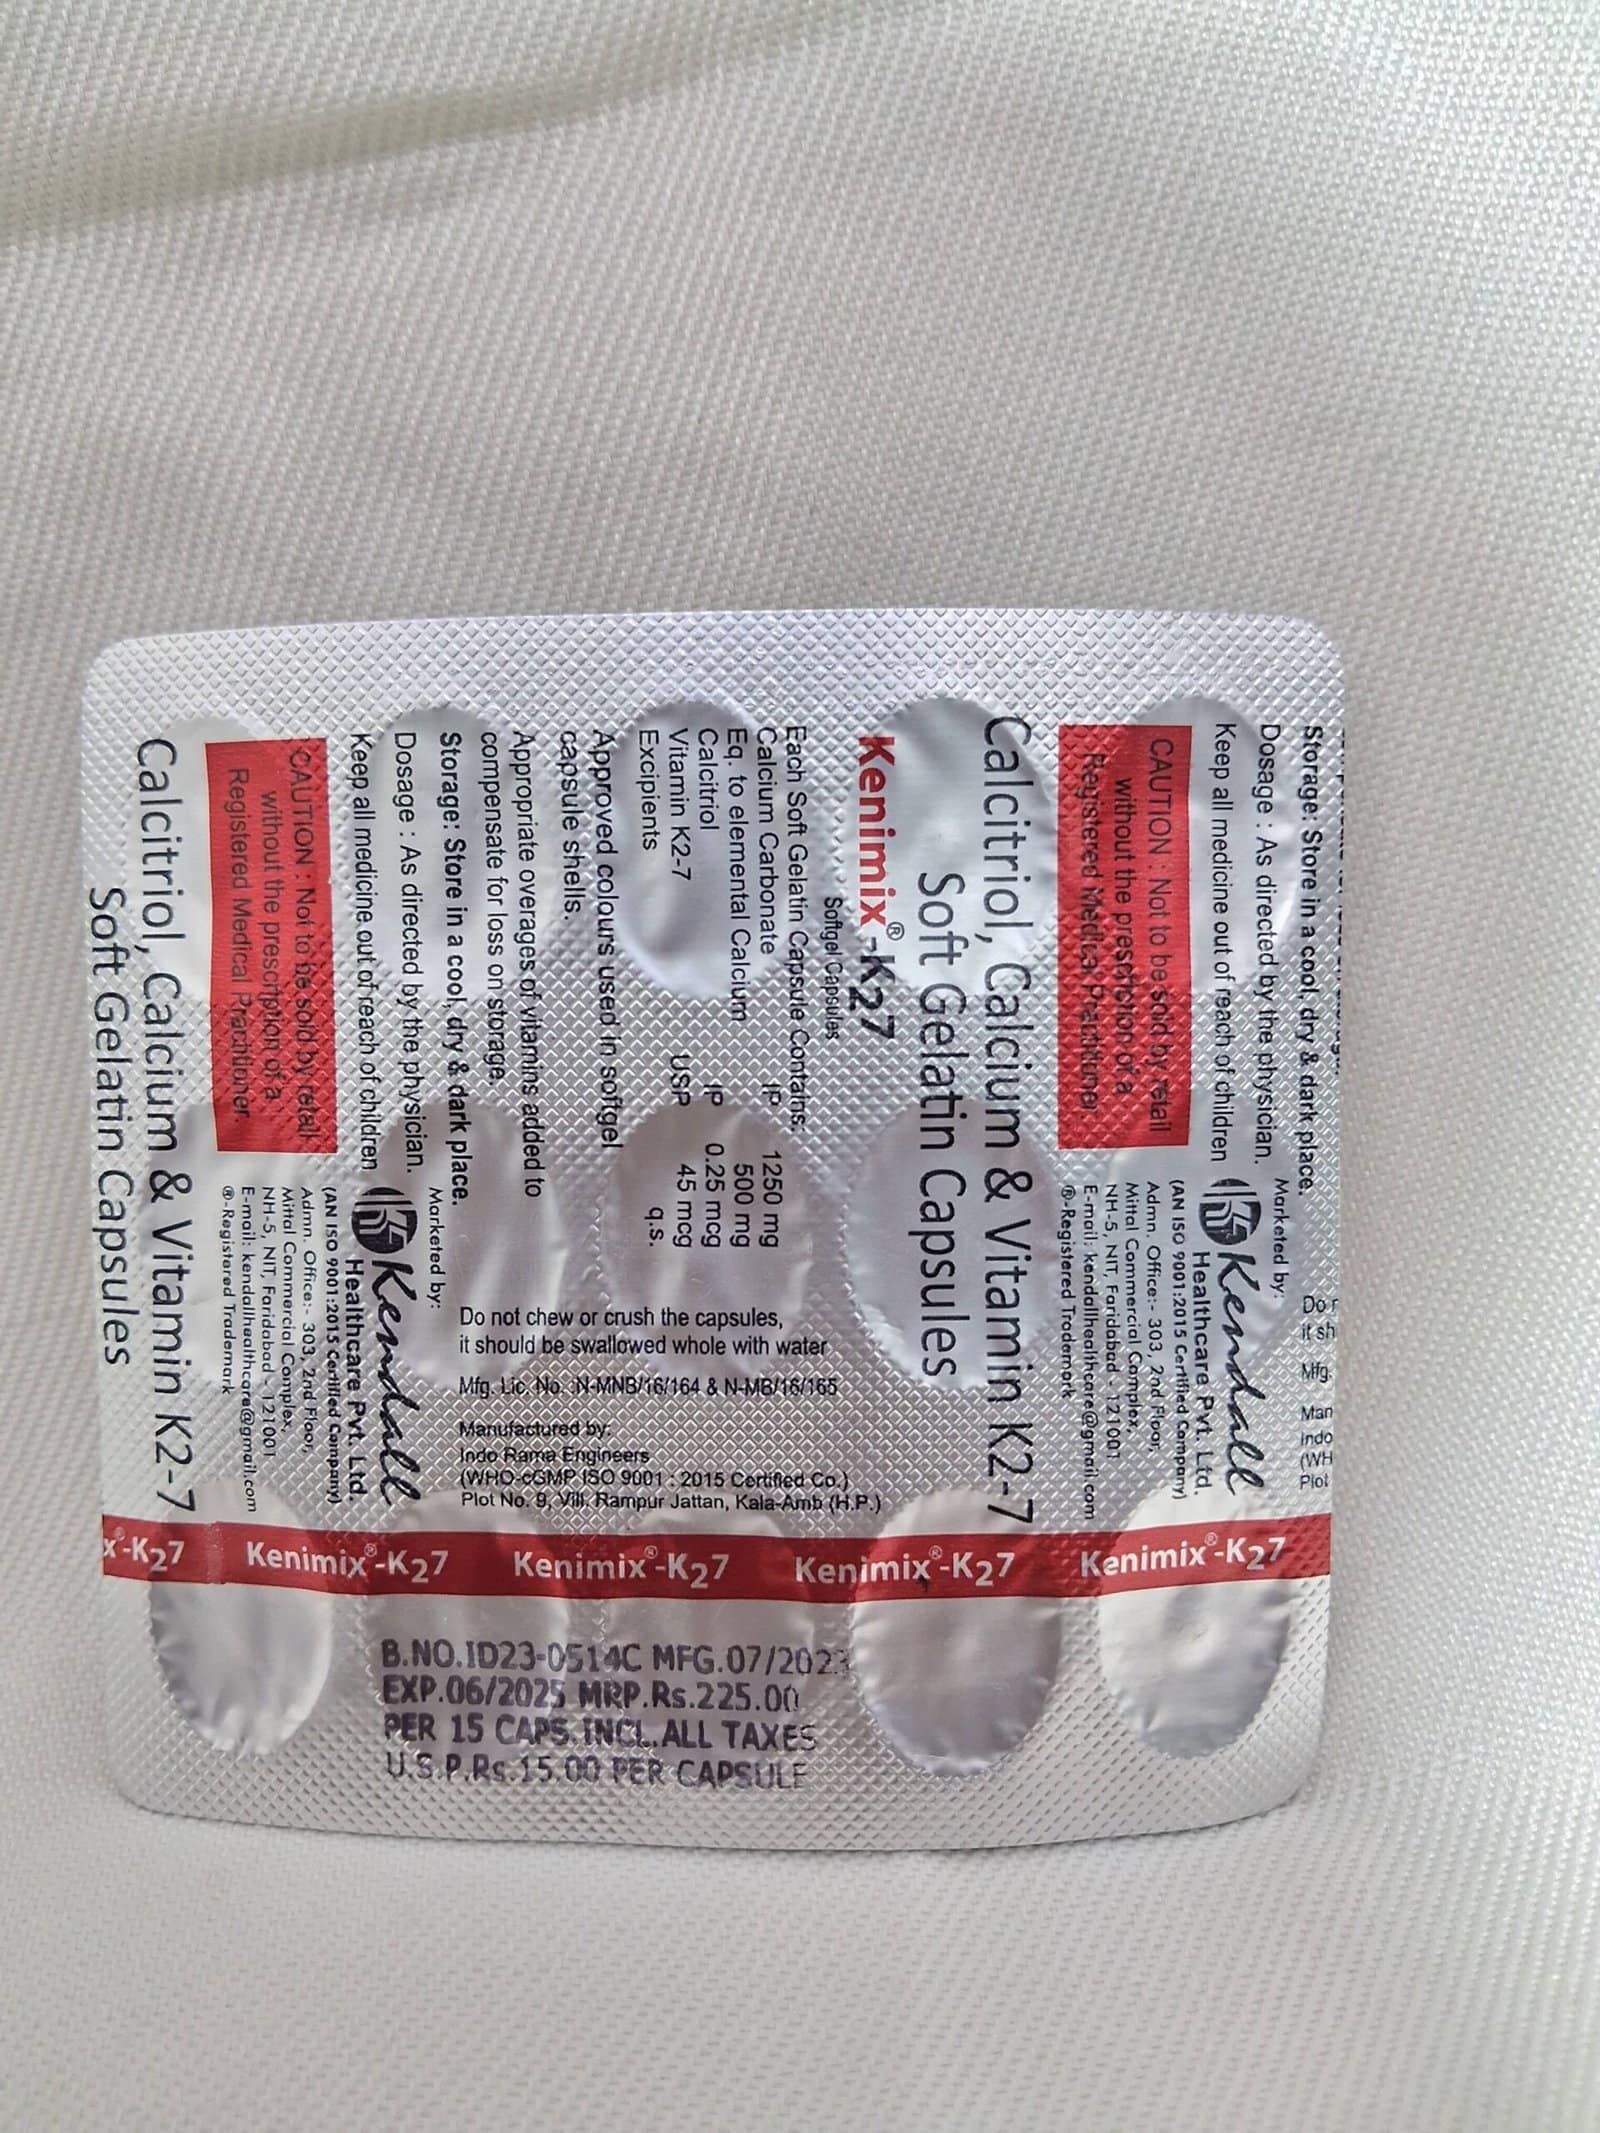 Storage: Store in a cool, dry & dark place.
Dosage : As directed by the physician.
Keep all medicine out of reach of children
CAUTION : Not to be sold by retail
without the prescription of a
Registered Medical Practitioner.
Marketed by:
Kendall
Healthcare Pvt. Ltd.
(AN ISO 9001:2015 Certified Company)
Admn. Office:- 303, 2nd Floor,
Mittal Commercial Complex,
NH-5, NIT, Faridabad - 121001
E-mail: kendallhealthcare@gmail.com
®-Registered Trademark
Do
it sh
Mfg.
Man
Indo
(WH
Plot
Calcitriol, Calcium & Vitamin K2-7
Soft Gelatin Capsules
Kenimix®-K27
Softgel Capsules
Each Soft Gelatin Capsule Contains:
Calcium Carbonate IP 1250 mg
Eq. to elemental Calcium 500 mg
Calcitriol IP 0.25 mcg
Vitamin K2-7 USP 45 mcg
Excipients q.s.
Approved colours used in softgel
capsule shells.
Appropriate overages of vitamins added to
compensate for loss on storage.
Storage: Store in a cool, dry & dark place.
Dosage : As directed by the physician.
Keep all medicine out of reach of children
CAUTION : Not to be sold by retail
without the prescription of a
Registered Medical Practitioner.
Do not chew or crush the capsules,
it should be swallowed whole with water
Mfg. Lic. No. :N-MNB/16/164 & N-MB/16/165
Manufactured by:
Indo Rama Engineers
(WHO-cGMP ISO 9001 : 2015 Certified Co.)
Plot No. 9, Vill. Rampur Jattan, Kala-Amb (H.P.)
Marketed by:
Kendall
Healthcare Pvt. Ltd.
(AN ISO 9001:2015 Certified Company)
Admn. Office:- 303, 2nd Floor,
Mittal Commercial Complex,
NH-5, NIT, Faridabad - 121001
E-mail: kendallhealthcare@gmail.com
®-Registered Trademark
Calcitriol, Calcium & Vitamin K2-7
Soft Gelatin Capsules
x®-K27 Kenimix®-K27 Kenimix®-K27 Kenimix®-K27 Kenimix®-K27
B.NO.ID23-0514C MFG.07/2023
EXP.06/2025 MRP.Rs.225.00
PER 15 CAPS.INCL.ALL TAXES
U.S.P.Rs.15.00 PER CAPSULE